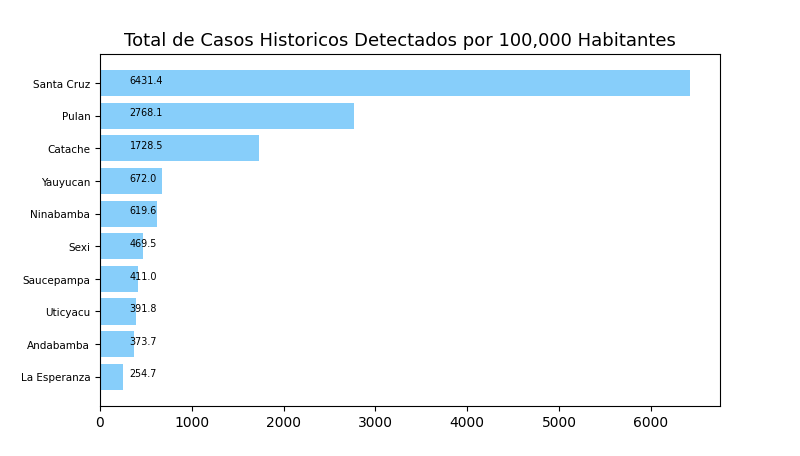 Total de Casos Historicos Detectados por 100,000 Habitantes
Santa Cruz 6431.4
Pulan 2768.1
Catache 1728.5
Yauyucan 672.0
Ninabamba 619.6
Sexi 469.5
Saucepampa 411.0
Uticyacu 391.8
Andabamba 373.7
La Esperanza 254.7
0 1000 2000 3000 4000 5000 6000